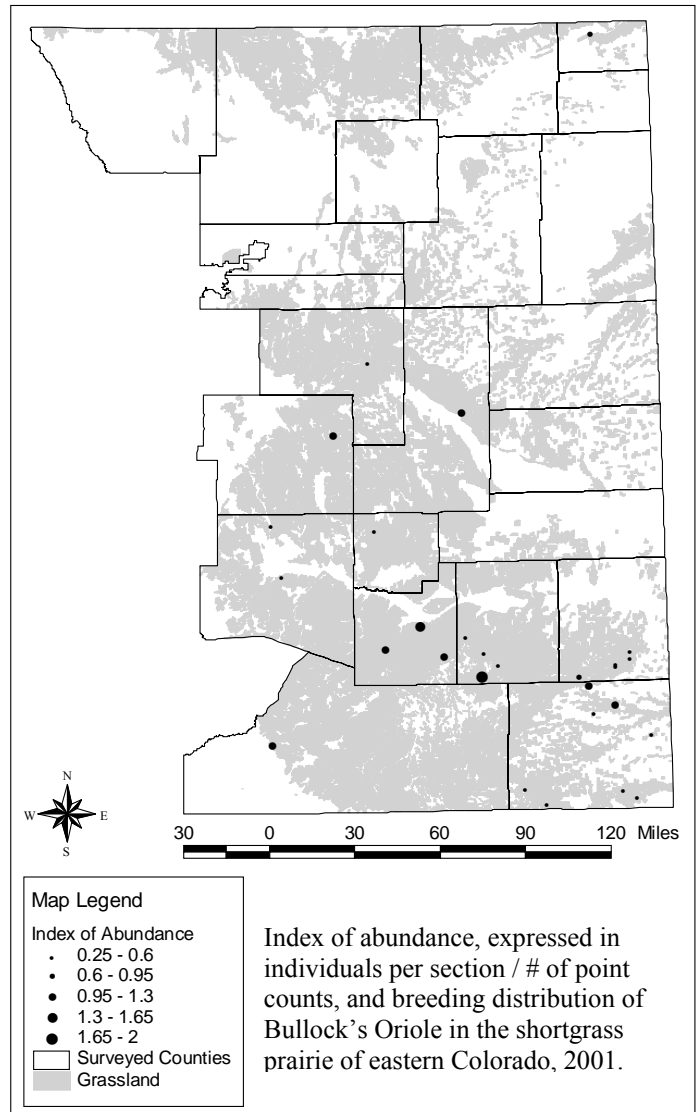 N
W E
S
30 0 30 60 90 120 Miles
Map Legend
Index of Abundance
0.25 - 0.6
0.6 - 0.95
0.95 - 1.3
1.3 - 1.65
1.65 - 2
Surveyed Counties
Grassland
Index of abundance, expressed in
individuals per section / # of point
counts, and breeding distribution of
Bullock's Oriole in the shortgrass
prairie of eastern Colorado, 2001.